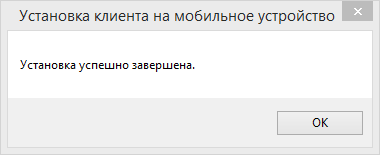 Установка клиента на мобильное устройство
Установка успешно завершена.
OK